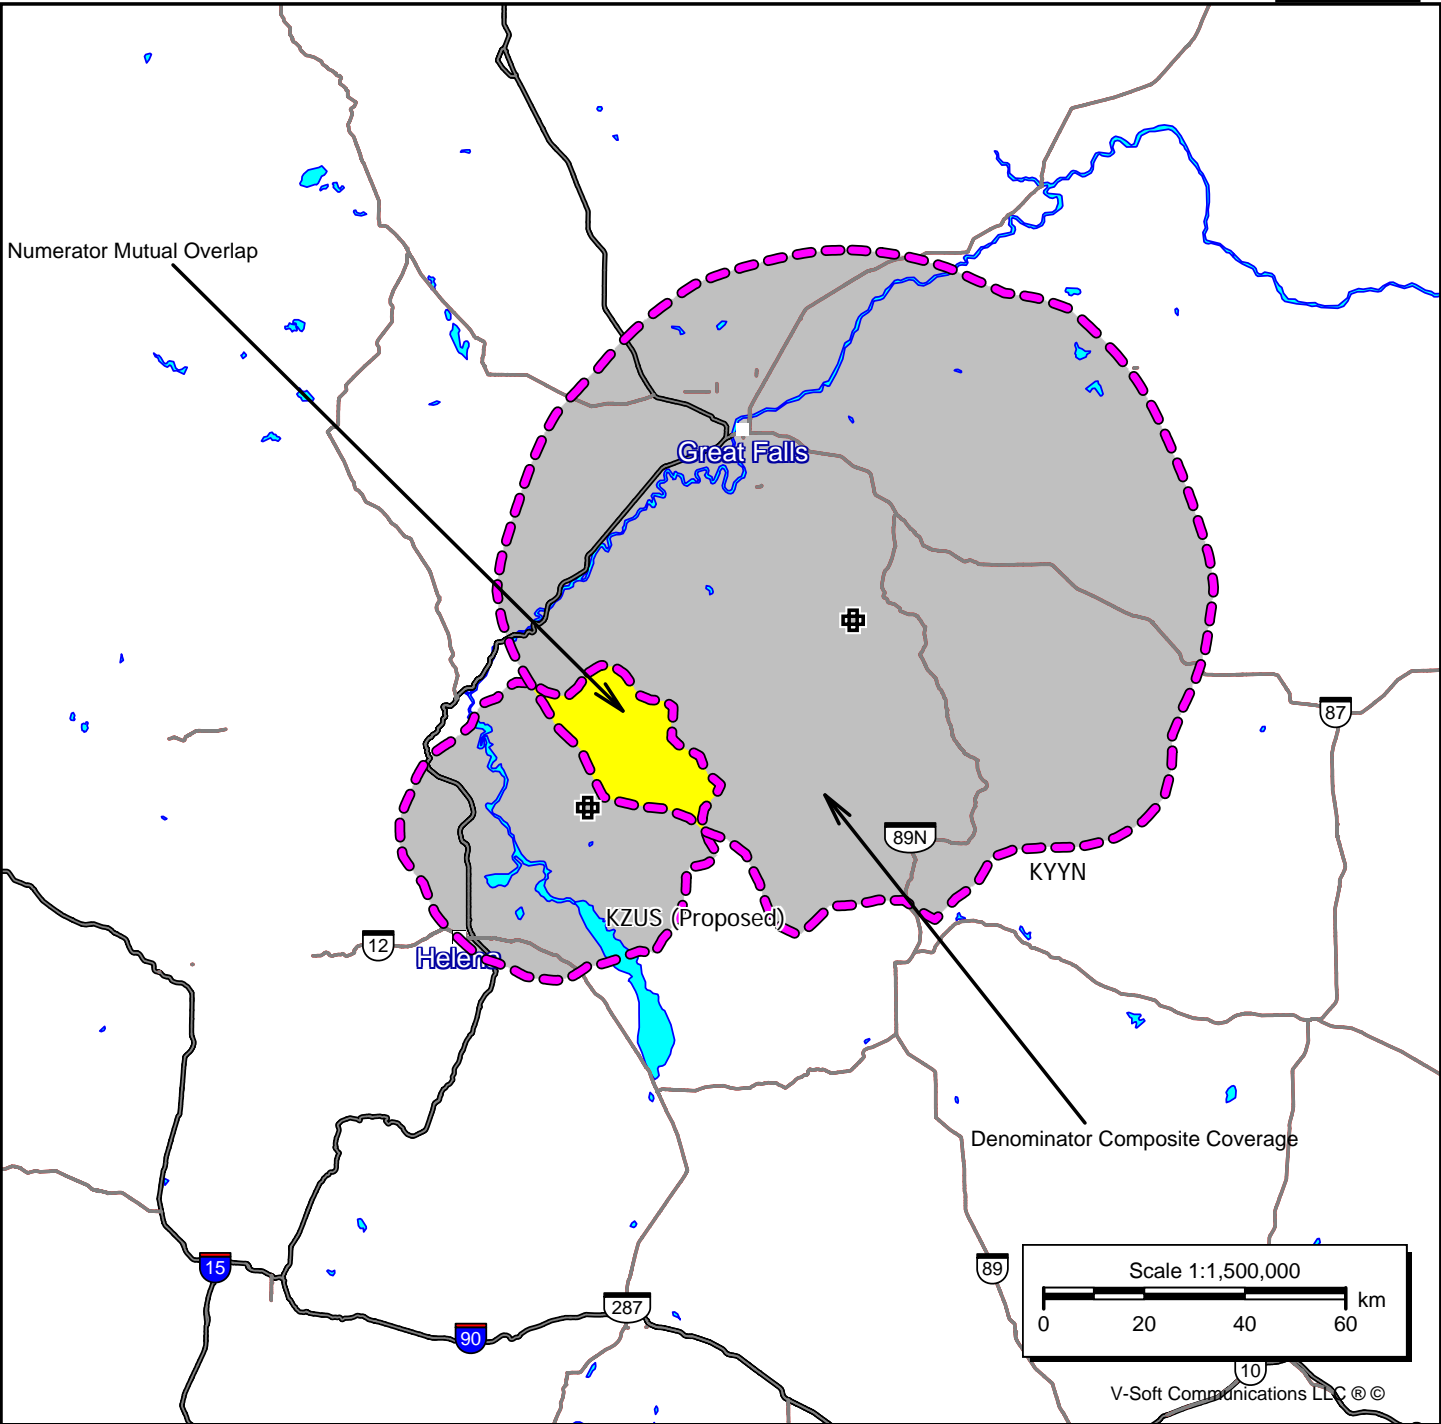 Numerator Mutual Overlap
Great Falls
87
89N
KYYN
KZUS (Proposed)
12
Helena
Denominator Composite Coverage
15
89
Scale 1:1,500,000
km
0 20 40 60
287
90
10
V-Soft Communications LLC ® ©